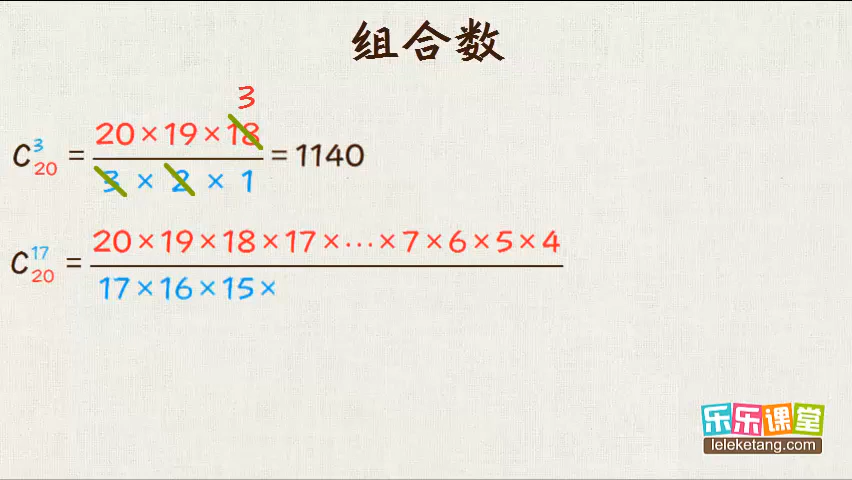 组合数
3
C³₂₀ = 20×19×18 / 3 × 2 × 1 = 1140
C¹⁷₂₀ = 20×19×18×17×…×7×6×5×4 / 17×16×15×
乐乐课堂
leleketang.com